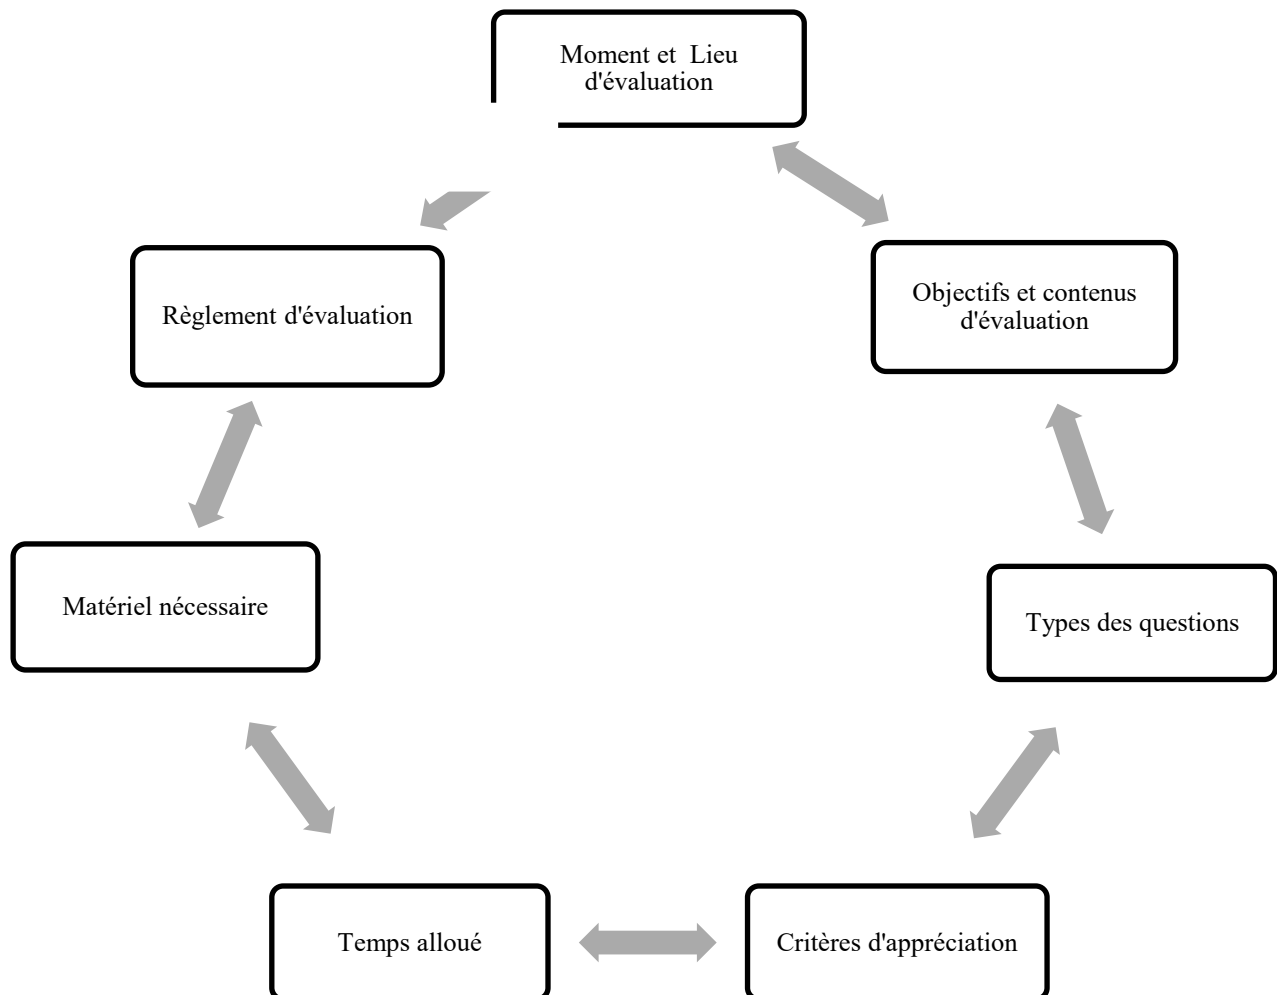 Moment et  Lieu
d'évaluation
Objectifs et contenus
d'évaluation
Types des questions
Critères d'appréciation
Temps alloué
Matériel nécessaire
Règlement d'évaluation